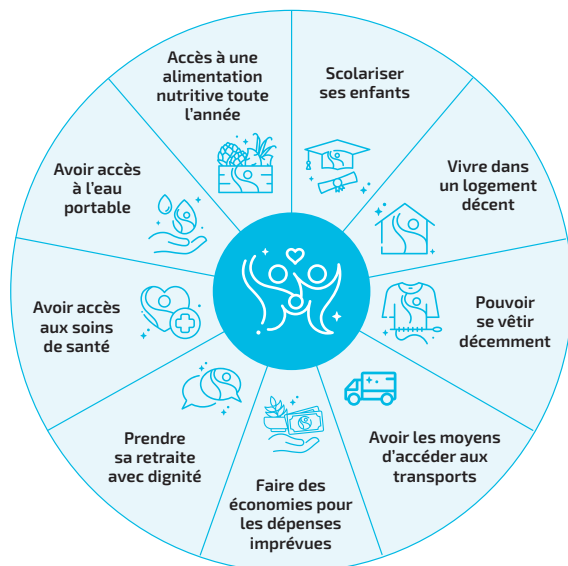 Accès à une
alimentation
nutritive toute
l'année
Scolariser
ses enfants
Vivre dans
un logement
décent
Pouvoir
se vêtir
décemment
Avoir les moyens
d'accéder aux
transports
Faire des
économies pour
les dépenses
imprévues
Prendre
sa retraite
avec dignité
Avoir accès
aux soins
de santé
Avoir accès
à l'eau
portable